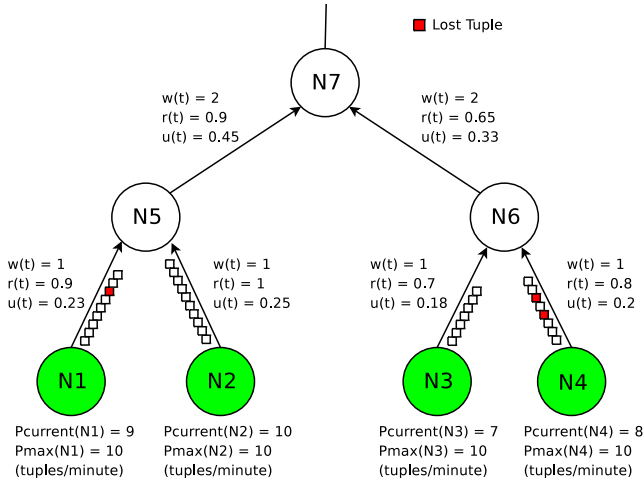 Lost Tuple
N7
w(t) = 2
r(t) = 0.9
u(t) = 0.45
w(t) = 2
r(t) = 0.65
u(t) = 0.33
N5
N6
w(t) = 1
r(t) = 0.9
u(t) = 0.23
w(t) = 1
r(t) = 1
u(t) = 0.25
w(t) = 1
r(t) = 0.7
u(t) = 0.18
w(t) = 1
r(t) = 0.8
u(t) = 0.2
N1
N2
N3
N4
Pcurrent(N1) = 9
Pmax(N1) = 10
(tuples/minute)
Pcurrent(N2) = 10
Pmax(N2) = 10
(tuples/minute)
Pcurrent(N3) = 7
Pmax(N3) = 10
(tuples/minute)
Pcurrent(N4) = 8
Pmax(N4) = 10
(tuples/minute)